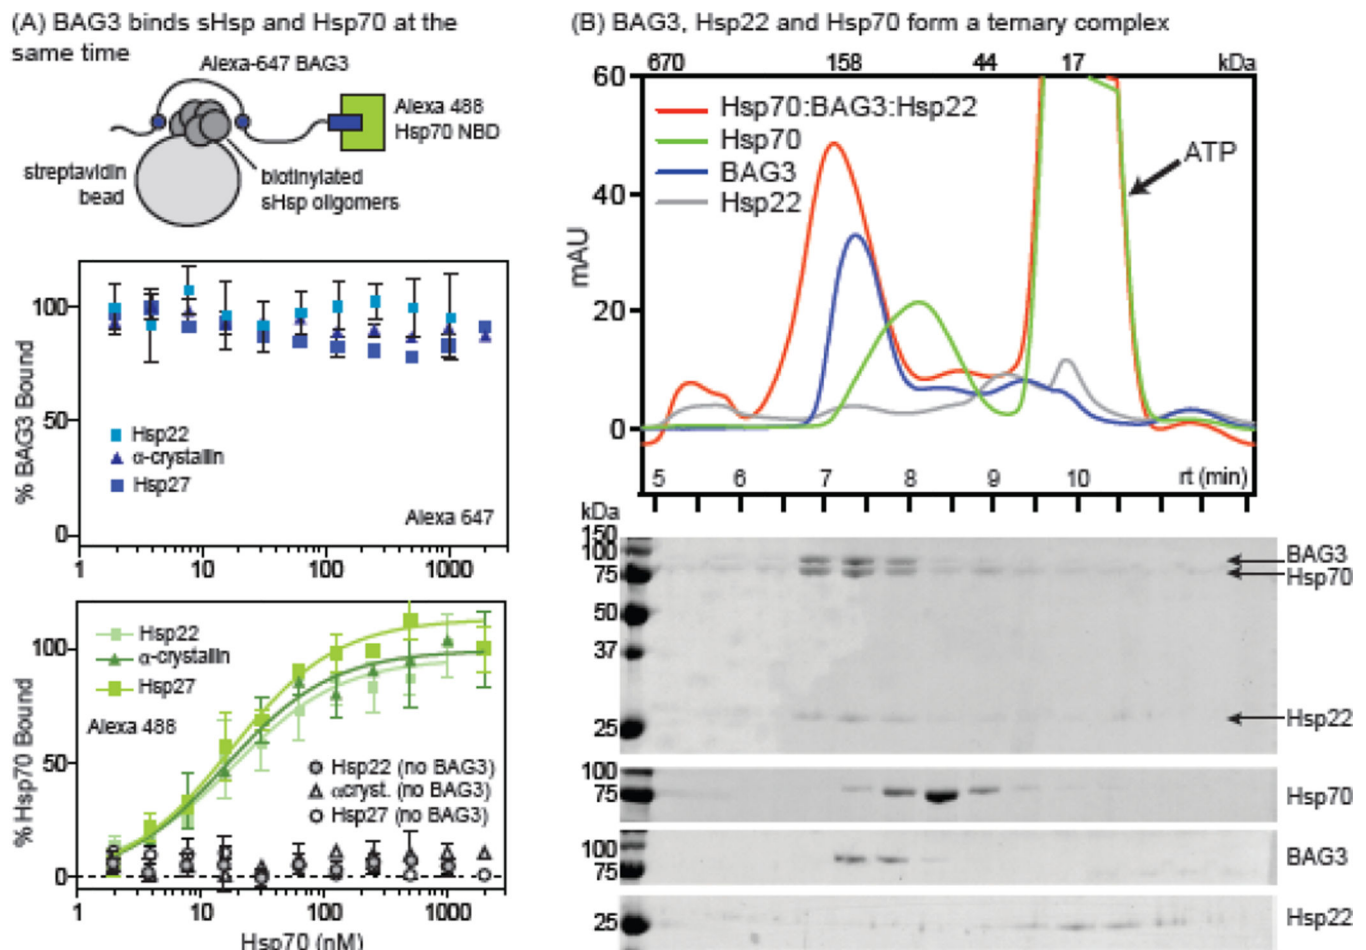 (A) BAG3 binds sHsp and Hsp70 at the
same time
Alexa-647 BAG3
Alexa 488
Hsp70 NBD
streptavidin
bead
biotinylated
sHsp oligomers
100
50
0
% BAG3 Bound
Hsp22
α-crystallin
Hsp27
Alexa 647
1 10 100 1000
100
50
0
% Hsp70 Bound
Hsp22
α-crystallin
Hsp27
Alexa 488
Hsp22 (no BAG3)
αcryst. (no BAG3)
Hsp27 (no BAG3)
1 10 100 1000
Hsp70 (nM)
(B) BAG3, Hsp22 and Hsp70 form a ternary complex
670 158 44 17 kDa
60
40
20
0
mAU
Hsp70:BAG3:Hsp22
Hsp70
BAG3
Hsp22
ATP
5 6 7 8 9 10 rt (min)
kDa
150
100
75
50
37
25
BAG3
Hsp70
Hsp22
100
75
Hsp70
100
75
BAG3
25
Hsp22